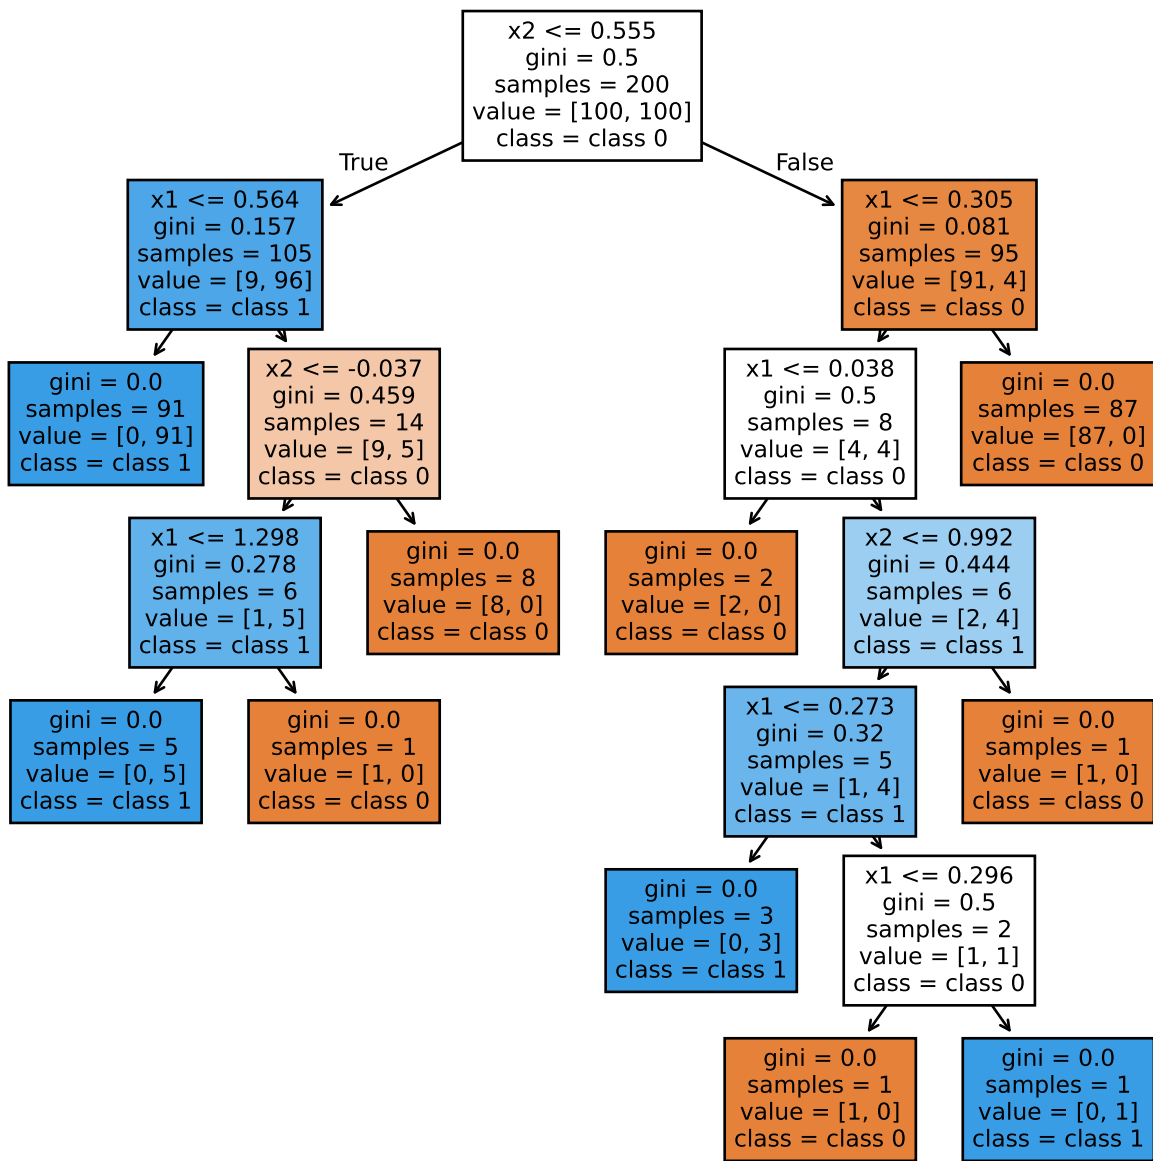 x2 <= 0.555
gini = 0.5
samples = 200
value = [100, 100]
class = class 0
True
False
x1 <= 0.564
gini = 0.157
samples = 105
value = [9, 96]
class = class 1
x1 <= 0.305
gini = 0.081
samples = 95
value = [91, 4]
class = class 0
gini = 0.0
samples = 91
value = [0, 91]
class = class 1
x2 <= -0.037
gini = 0.459
samples = 14
value = [9, 5]
class = class 0
x1 <= 0.038
gini = 0.5
samples = 8
value = [4, 4]
class = class 0
gini = 0.0
samples = 87
value = [87, 0]
class = class 0
x1 <= 1.298
gini = 0.278
samples = 6
value = [1, 5]
class = class 1
gini = 0.0
samples = 8
value = [8, 0]
class = class 0
gini = 0.0
samples = 2
value = [2, 0]
class = class 0
x2 <= 0.992
gini = 0.444
samples = 6
value = [2, 4]
class = class 1
gini = 0.0
samples = 5
value = [0, 5]
class = class 1
gini = 0.0
samples = 1
value = [1, 0]
class = class 0
x1 <= 0.273
gini = 0.32
samples = 5
value = [1, 4]
class = class 1
gini = 0.0
samples = 1
value = [1, 0]
class = class 0
gini = 0.0
samples = 3
value = [0, 3]
class = class 1
x1 <= 0.296
gini = 0.5
samples = 2
value = [1, 1]
class = class 0
gini = 0.0
samples = 1
value = [1, 0]
class = class 0
gini = 0.0
samples = 1
value = [0, 1]
class = class 1